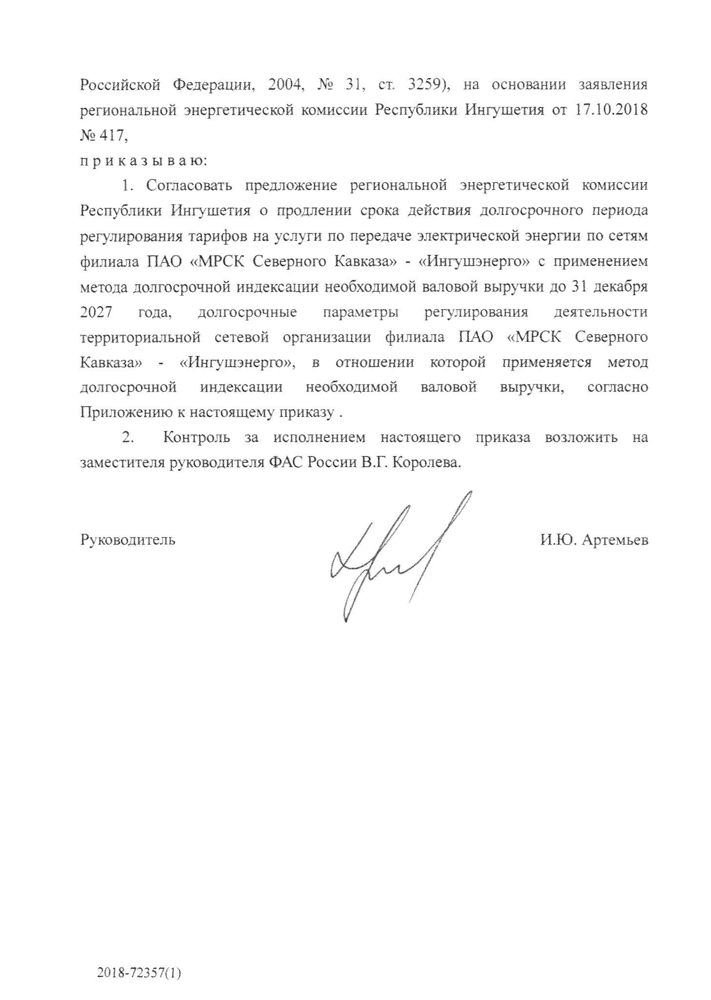 Российской Федерации, 2004, № 31, ст. 3259), на основании заявления
региональной энергетической комиссии Республики Ингушетия от 17.10.2018
№ 417,
п р и к а з ы в а ю:
1. Согласовать предложение региональной энергетической комиссии
Республики Ингушетия о продлении срока действия долгосрочного периода
регулирования тарифов на услуги по передаче электрической энергии по сетям
филиала ПАО «МРСК Северного Кавказа» - «Ингушэнерго» с применением
метода долгосрочной индексации необходимой валовой выручки до 31 декабря
2027 года, долгосрочные параметры регулирования деятельности
территориальной сетевой организации филиала ПАО «МРСК Северного
Кавказа» - «Ингушэнерго», в отношении которой применяется метод
долгосрочной индексации необходимой валовой выручки, согласно
Приложению к настоящему приказу .
2. Контроль за исполнением настоящего приказа возложить на
заместителя руководителя ФАС России В.Г. Королева.
Руководитель И.Ю. Артемьев
2018-72357(1)